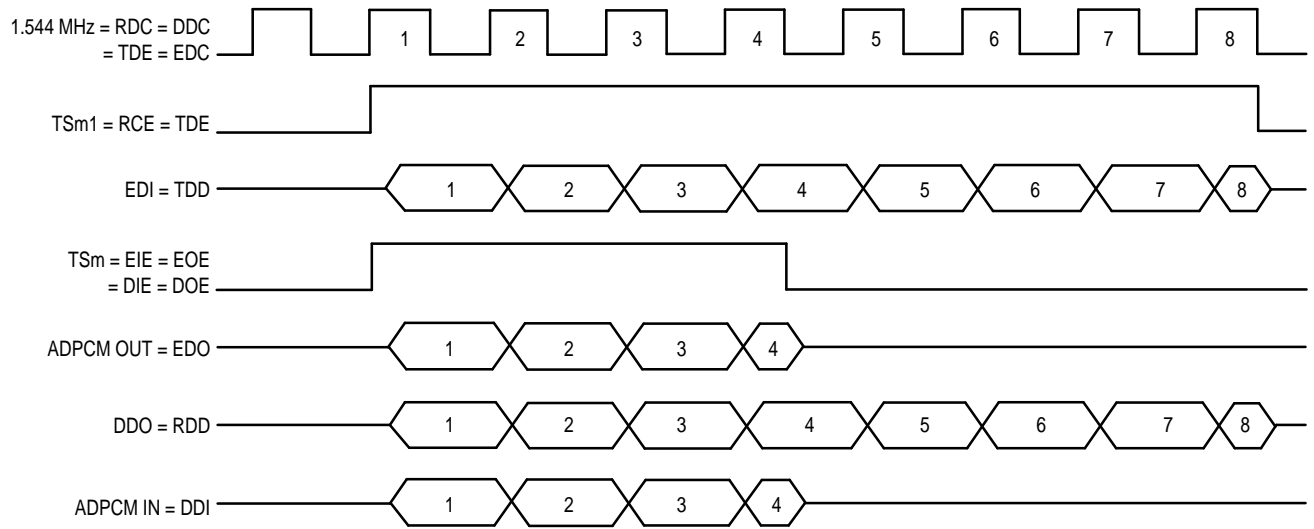 1.544 MHz = RDC = DDC
= TDE = EDC
1 2 3 4 5 6 7 8
TSm1 = RCE = TDE
EDI = TDD
1 2 3 4 5 6 7 8
TSm = EIE = EOE
= DIE = DOE
ADPCM OUT = EDO
1 2 3 4
DDO = RDD
1 2 3 4 5 6 7 8
ADPCM IN = DDI
1 2 3 4